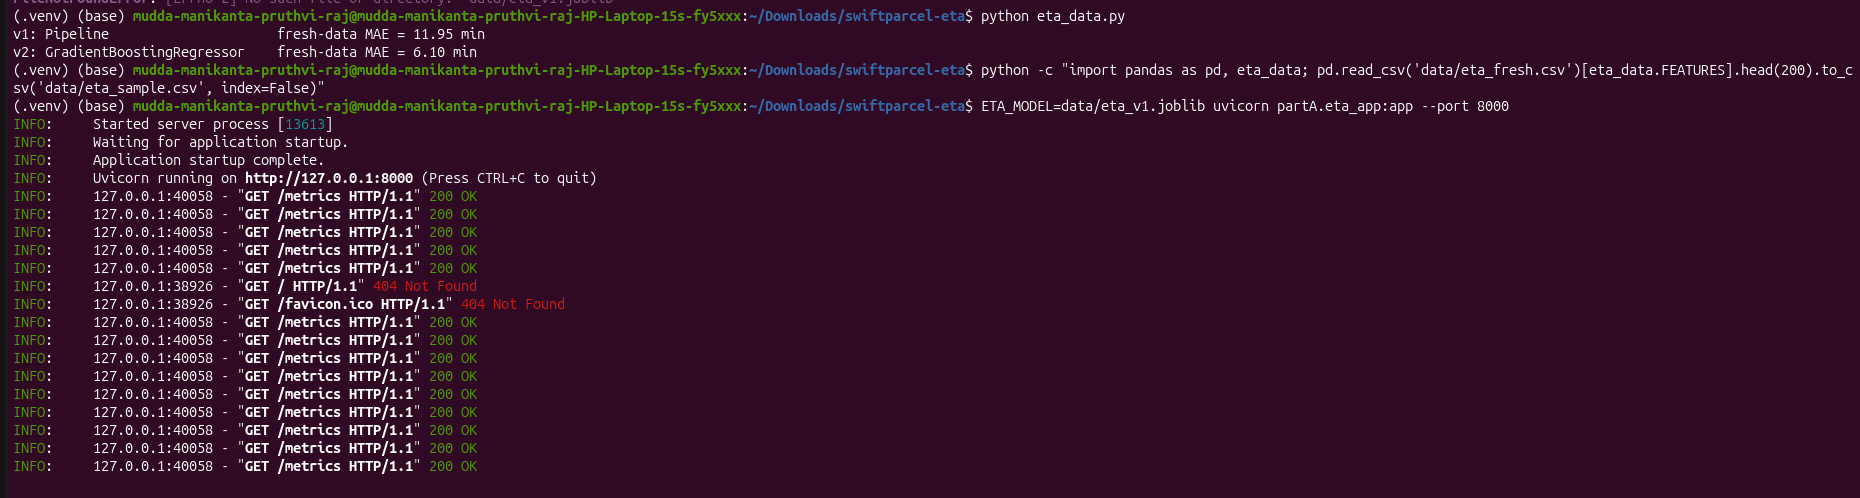 FileNotFoundError: [Errno 2] No such file or directory: 'data/eta_v1.joblib'
(.venv) (base) mudda-manikanta-pruthvi-raj@mudda-manikanta-pruthvi-raj-HP-Laptop-15s-fy5xxx:~/Downloads/swiftparcel-eta$ python eta_data.py
v1: Pipeline                     fresh-data MAE = 11.95 min
v2: GradientBoostingRegressor    fresh-data MAE = 6.10 min
(.venv) (base) mudda-manikanta-pruthvi-raj@mudda-manikanta-pruthvi-raj-HP-Laptop-15s-fy5xxx:~/Downloads/swiftparcel-eta$ python -c "import pandas as pd, eta_data; pd.read_csv('data/eta_fresh.csv')[eta_data.FEATURES].head(200).to_c
sv('data/eta_sample.csv', index=False)"
(.venv) (base) mudda-manikanta-pruthvi-raj@mudda-manikanta-pruthvi-raj-HP-Laptop-15s-fy5xxx:~/Downloads/swiftparcel-eta$ ETA_MODEL=data/eta_v1.joblib uvicorn partA.eta_app:app --port 8000
INFO:     Started server process [13613]
INFO:     Waiting for application startup.
INFO:     Application startup complete.
INFO:     Uvicorn running on http://127.0.0.1:8000 (Press CTRL+C to quit)
INFO:     127.0.0.1:40058 - "GET /metrics HTTP/1.1" 200 OK
INFO:     127.0.0.1:40058 - "GET /metrics HTTP/1.1" 200 OK
INFO:     127.0.0.1:40058 - "GET /metrics HTTP/1.1" 200 OK
INFO:     127.0.0.1:40058 - "GET /metrics HTTP/1.1" 200 OK
INFO:     127.0.0.1:40058 - "GET /metrics HTTP/1.1" 200 OK
INFO:     127.0.0.1:38926 - "GET / HTTP/1.1" 404 Not Found
INFO:     127.0.0.1:38926 - "GET /favicon.ico HTTP/1.1" 404 Not Found
INFO:     127.0.0.1:40058 - "GET /metrics HTTP/1.1" 200 OK
INFO:     127.0.0.1:40058 - "GET /metrics HTTP/1.1" 200 OK
INFO:     127.0.0.1:40058 - "GET /metrics HTTP/1.1" 200 OK
INFO:     127.0.0.1:40058 - "GET /metrics HTTP/1.1" 200 OK
INFO:     127.0.0.1:40058 - "GET /metrics HTTP/1.1" 200 OK
INFO:     127.0.0.1:40058 - "GET /metrics HTTP/1.1" 200 OK
INFO:     127.0.0.1:40058 - "GET /metrics HTTP/1.1" 200 OK
INFO:     127.0.0.1:40058 - "GET /metrics HTTP/1.1" 200 OK
INFO:     127.0.0.1:40058 - "GET /metrics HTTP/1.1" 200 OK